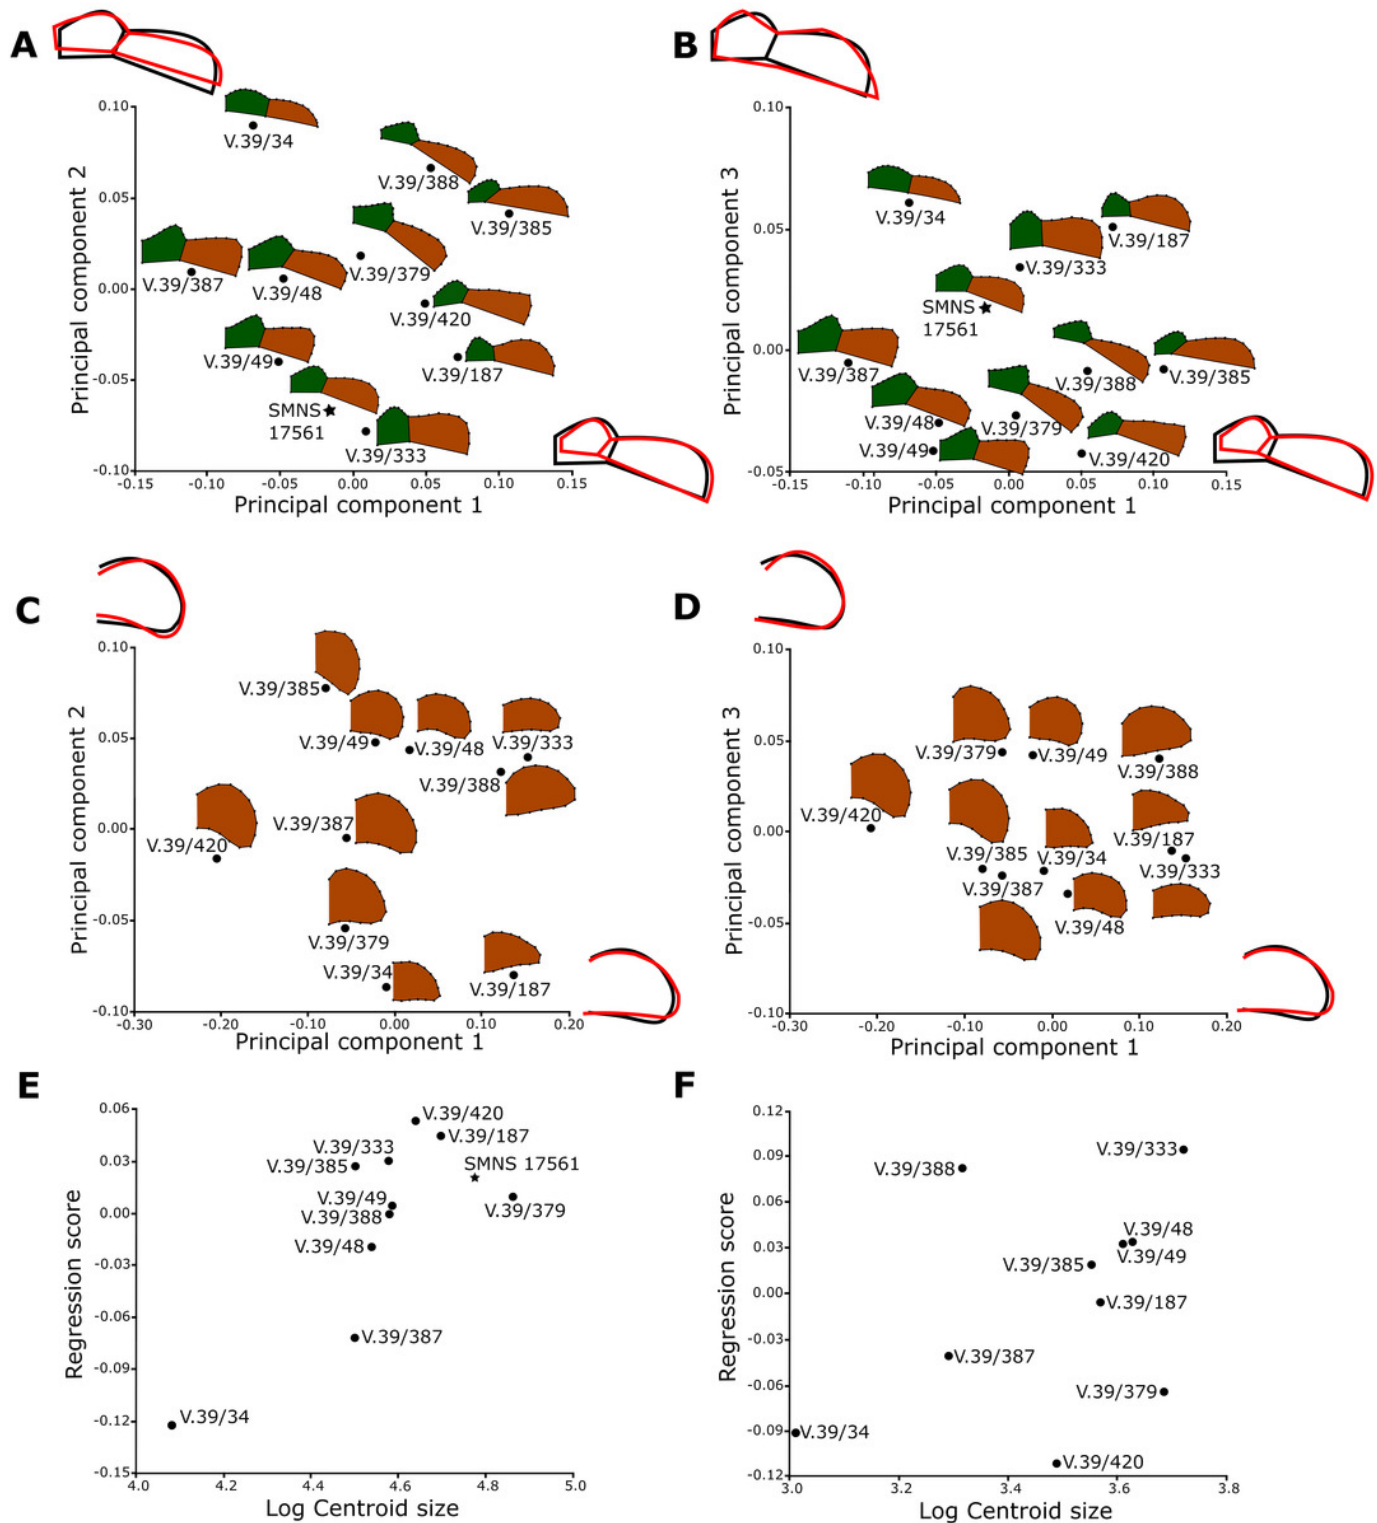 A
Principal component 2
0.10
0.05
0.00
-0.05
-0.10
V.39/34
V.39/388
V.39/385
V.39/379
V.39/387
V.39/48
V.39/420
V.39/49
V.39/187
SMNS
17561
V.39/333
-0.15
-0.10
-0.05
0.00
0.05
0.10
0.15
Principal component 1
B
Principal component 3
0.10
0.05
0.00
-0.05
V.39/34
V.39/187
V.39/333
SMNS
17561
V.39/387
V.39/388
V.39/385
V.39/48
V.39/379
V.39/49
V.39/420
-0.15
-0.10
-0.05
0.00
0.05
0.10
0.15
Principal component 1
C
Principal component 2
0.10
0.05
0.00
-0.05
-0.10
V.39/385
V.39/49
V.39/48
V.39/333
V.39/388
V.39/387
V.39/420
V.39/379
V.39/34
V.39/187
-0.30
-0.20
-0.10
0.00
0.10
0.20
Principal component 1
D
Principal component 3
0.10
0.05
0.00
-0.05
-0.10
V.39/379
V.39/49
V.39/388
V.39/420
V.39/187
V.39/385
V.39/34
V.39/333
V.39/387
V.39/48
-0.30
-0.20
-0.10
0.00
0.10
0.20
Principal component 1
E
Regression score
0.06
0.03
0.00
-0.03
-0.06
-0.09
-0.12
-0.15
V.39/420
V.39/187
V.39/333
V.39/385
SMNS 17561
V.39/49
V.39/379
V.39/388
V.39/48
V.39/387
V.39/34
4.0
4.2
4.4
4.6
4.8
5.0
Log Centroid size
F
Regression score
0.12
0.09
0.06
0.03
0.00
-0.03
-0.06
-0.09
-0.12
V.39/333
V.39/388
V.39/48
V.39/49
V.39/385
V.39/187
V.39/387
V.39/379
V.39/34
V.39/420
3.0
3.2
3.4
3.6
3.8
Log Centroid size